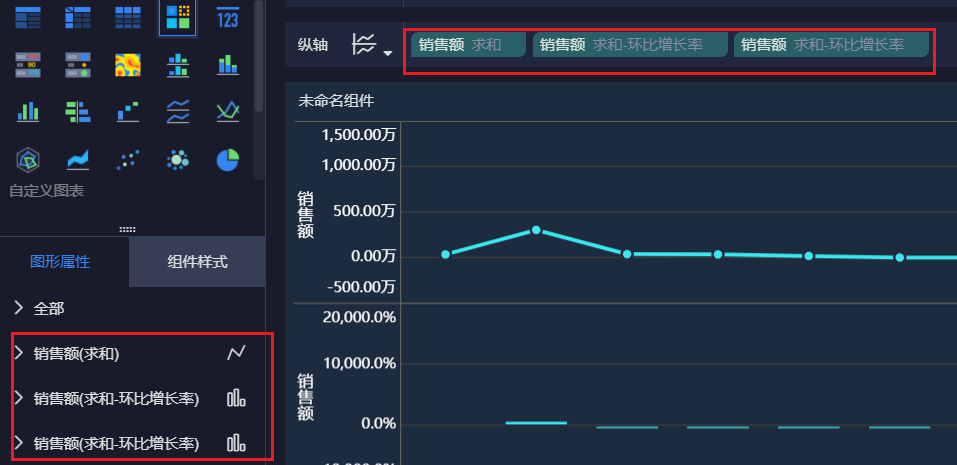 123
自定义图表
图形属性 组件样式
全部
销售额(求和)
销售额(求和-环比增长率)
销售额(求和-环比增长率)
纵轴 销售额 求和 销售额 求和-环比增长率 销售额 求和-环比增长率
未命名组件
销售额
1,500.00万
1,000.00万
500.00万
0.00万
-500.00万
销售额
20,000.0%
10,000.0%
0.0%